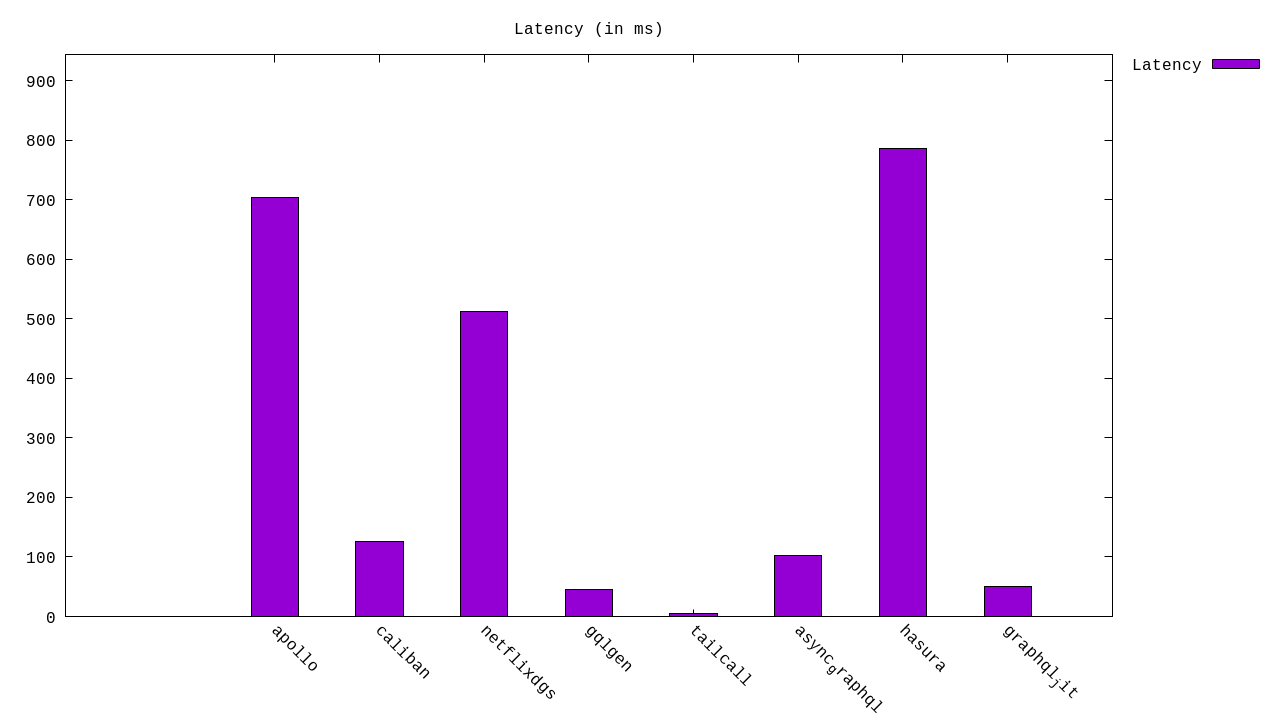 Latency (in ms)
Latency
900
800
700
600
500
400
300
200
100
0
apollo
caliban
netflixdgs
gqlgen
tailcall
async_graphql
hasura
graphql_jit